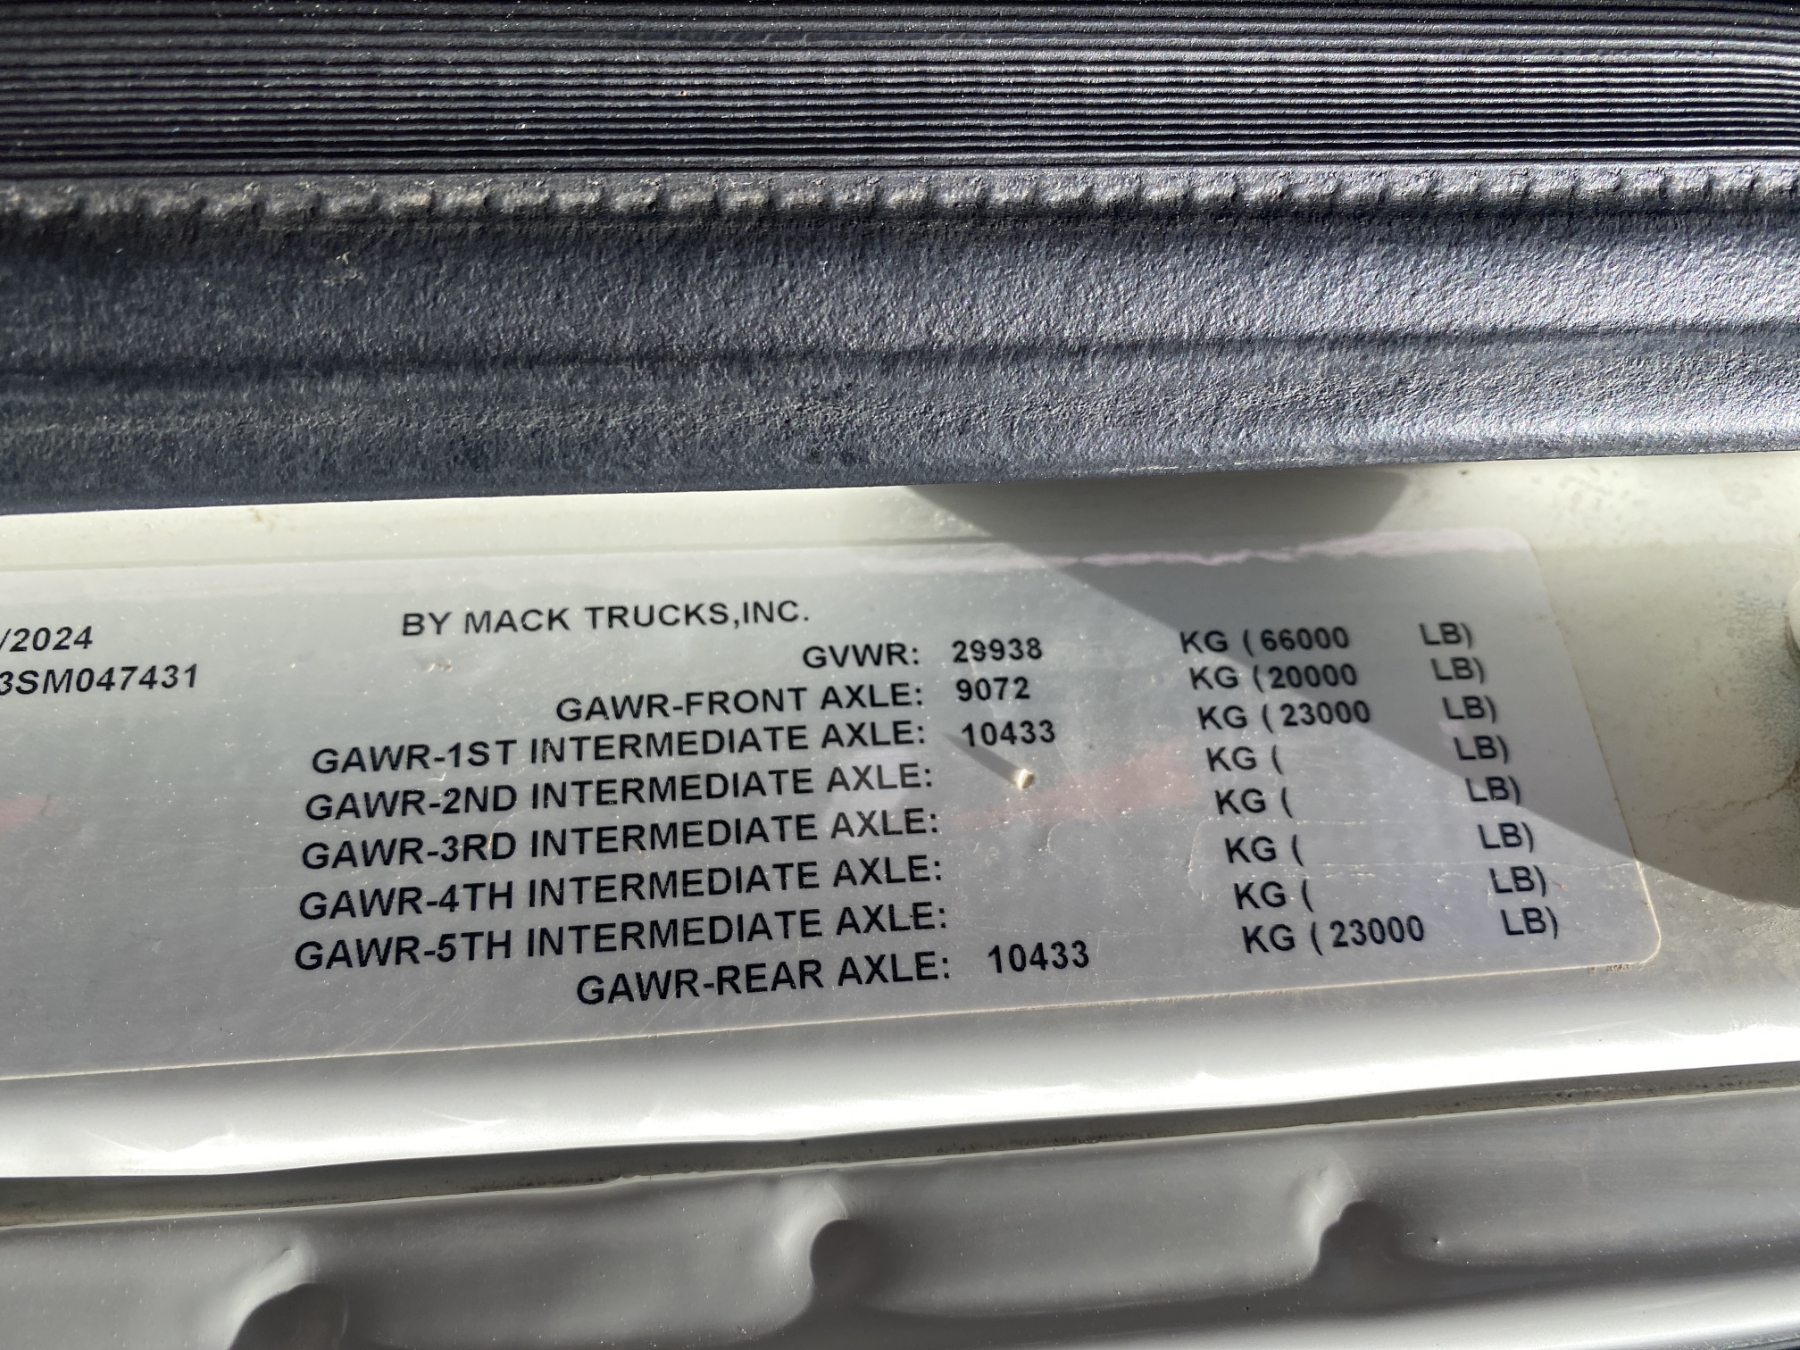 BY MACK TRUCKS,INC.
/2024
3SM047431
GVWR: 29938 KG (66000 LB)
GAWR-FRONT AXLE: 9072 KG (20000 LB)
GAWR-1ST INTERMEDIATE AXLE: 10433 KG (23000 LB)
GAWR-2ND INTERMEDIATE AXLE: KG ( LB)
GAWR-3RD INTERMEDIATE AXLE: KG ( LB)
GAWR-4TH INTERMEDIATE AXLE: KG ( LB)
GAWR-5TH INTERMEDIATE AXLE: KG ( LB)
GAWR-REAR AXLE: 10433 KG (23000 LB)